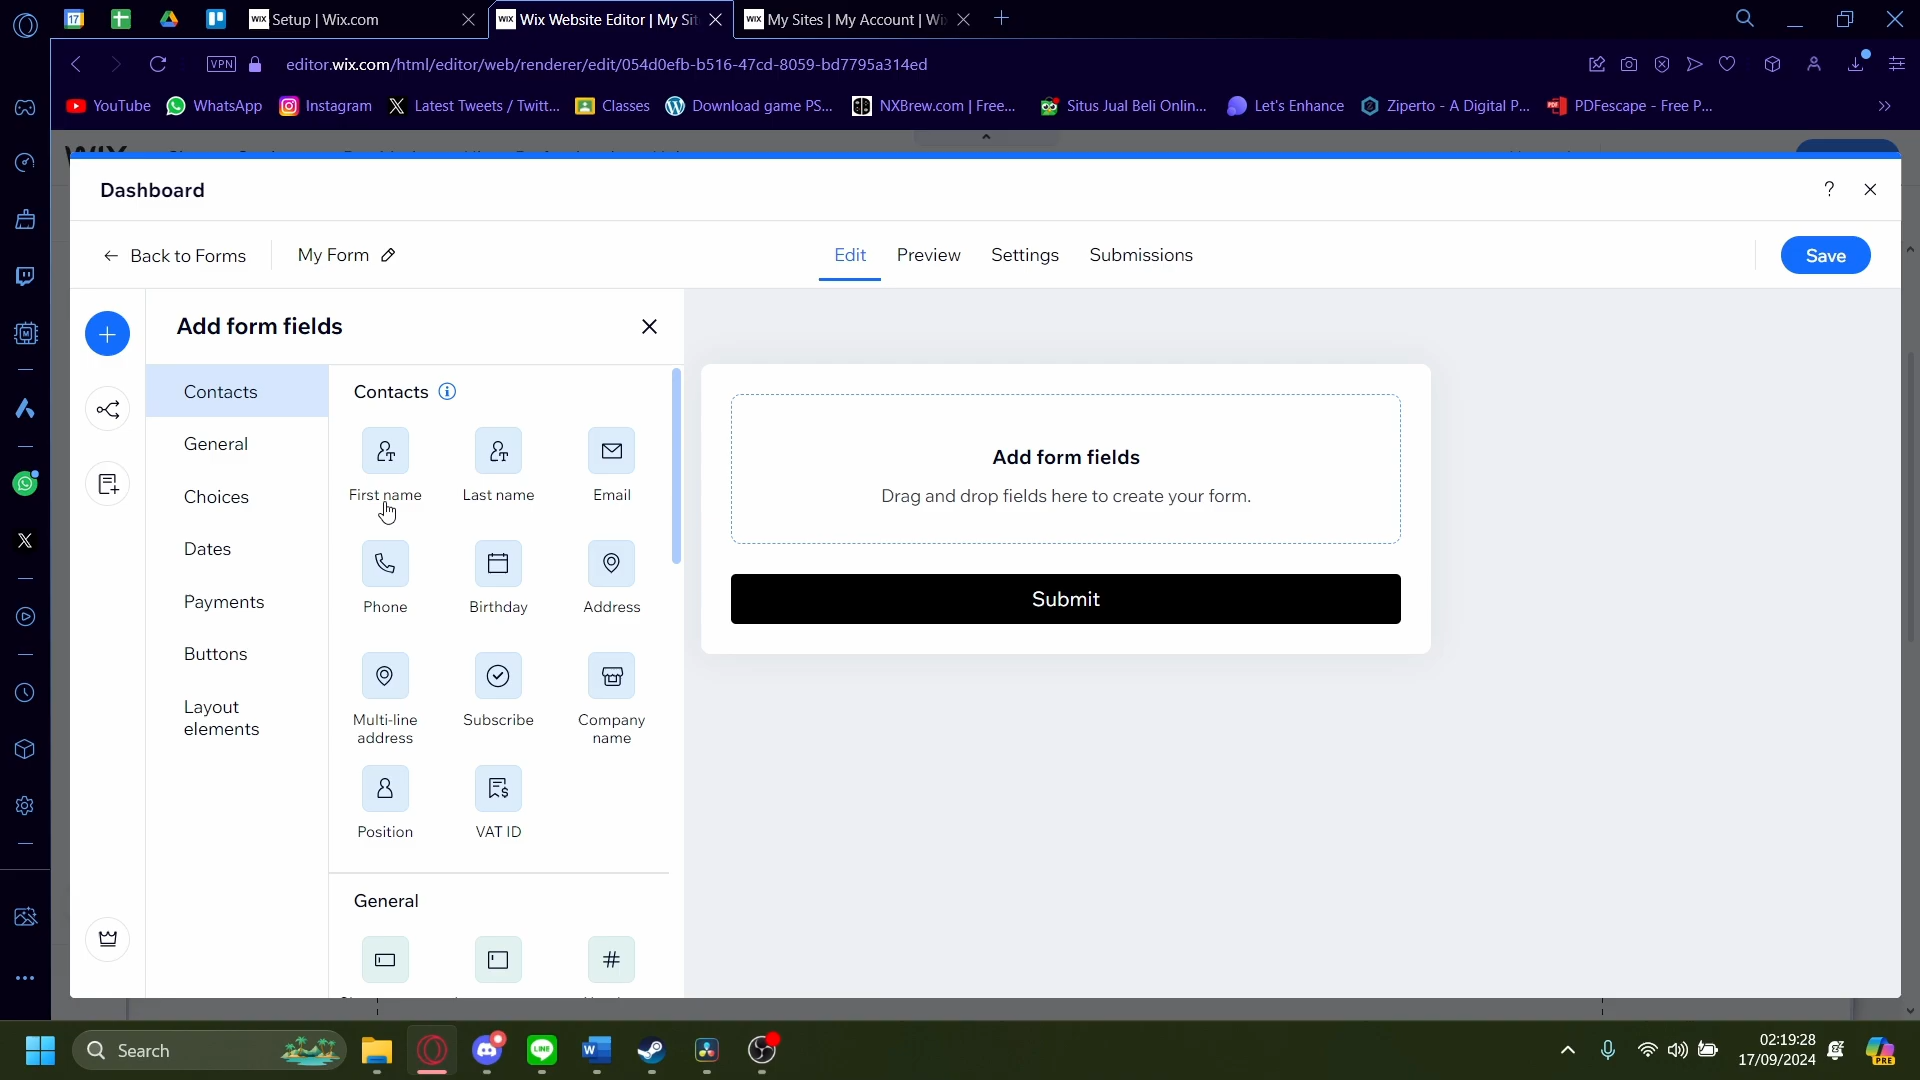 Setup | Wix.com
Wix Website Editor | My Sit
My Sites | My Account | Wi
VPN
editor.wix.com/html/editor/web/renderer/edit/054d0efb-b516-47cd-8059-bd7795a314ed
YouTube
WhatsApp
Instagram
Latest Tweets / Twitt...
Classes
Download game PS...
NXBrew.com | Free...
Situs Jual Beli Onlin...
Let's Enhance
Ziperto - A Digital P...
PDFescape - Free P...
Dashboard
?
Back to Forms
My Form
Edit
Preview
Settings
Submissions
Save
Add form fields
Contacts
General
Choices
Dates
Payments
Buttons
Layout
elements
Contacts
First name
Last name
Email
Phone
Birthday
Address
Multi-line
address
Subscribe
Company
name
Position
VAT ID
General
Add form fields
Drag and drop fields here to create your form.
Submit
Search
02:19:28
17/09/2024